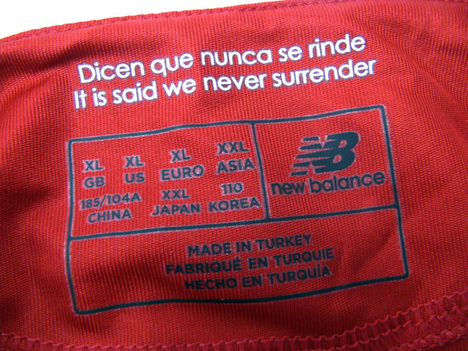 Dicen que nunca se rinde
It is said we never surrender
XL XL XL XXL
GB US EURO ASIA
185/104A XXL 110
CHINA JAPAN KOREA
NB
new balance
MADE IN TURKEY
FABRIQUÉ EN TURQUIE
HECHO EN TURQUÍA